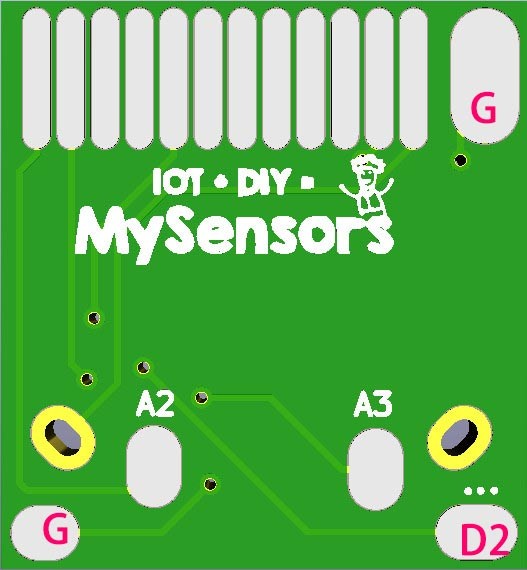 G
IOT • DIY •
MySensors
A2 A3
G D2